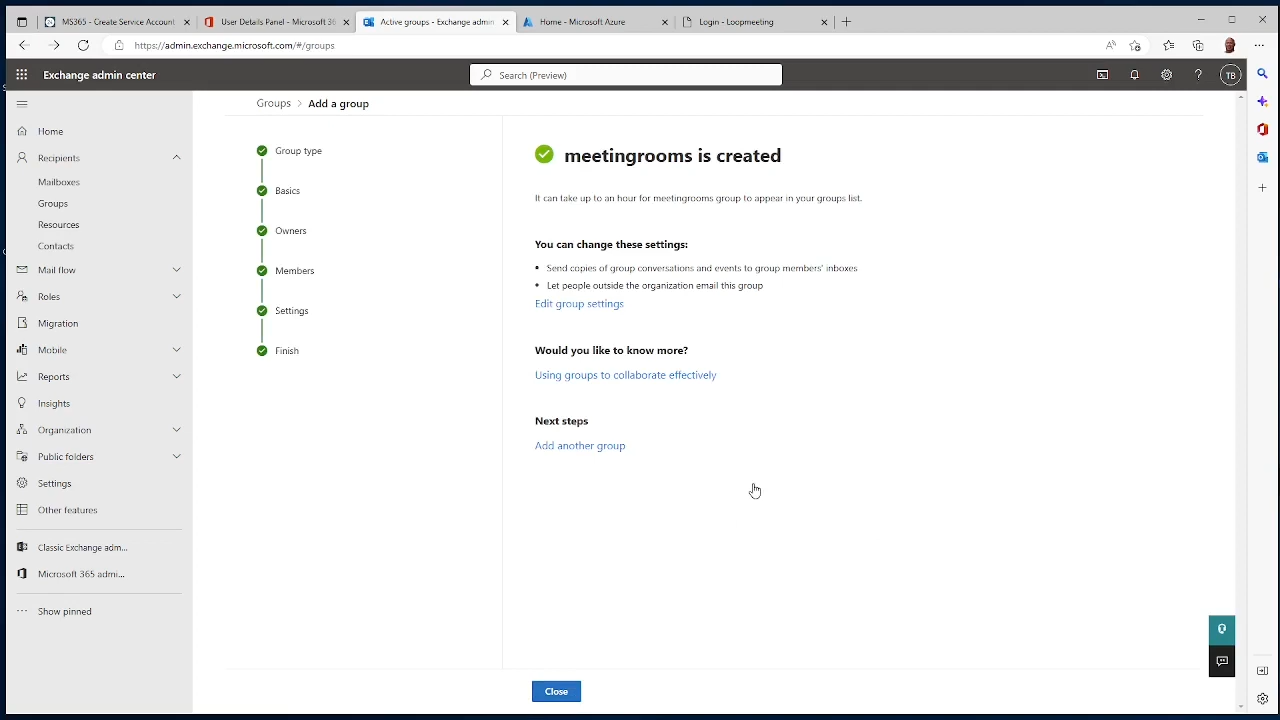 MS365 - Create Service Account
User Details Panel - Microsoft 36
Active groups - Exchange admin
Home - Microsoft Azure
Login - Loopmeeting
https://admin.exchange.microsoft.com/#/groups
Exchange admin center
Search (Preview)
TB
Groups > Add a group
Home
Recipients
Mailboxes
Groups
Resources
Contacts
Mail flow
Roles
Migration
Mobile
Reports
Insights
Organization
Public folders
Settings
Other features
Classic Exchange adm...
Microsoft 365 admi...
Show pinned
Group type
Basics
Owners
Members
Settings
Finish
meetingrooms is created
It can take up to an hour for meetingrooms group to appear in your groups list.
You can change these settings:
• Send copies of group conversations and events to group members' inboxes
• Let people outside the organization email this group
Edit group settings
Would you like to know more?
Using groups to collaborate effectively
Next steps
Add another group
Close